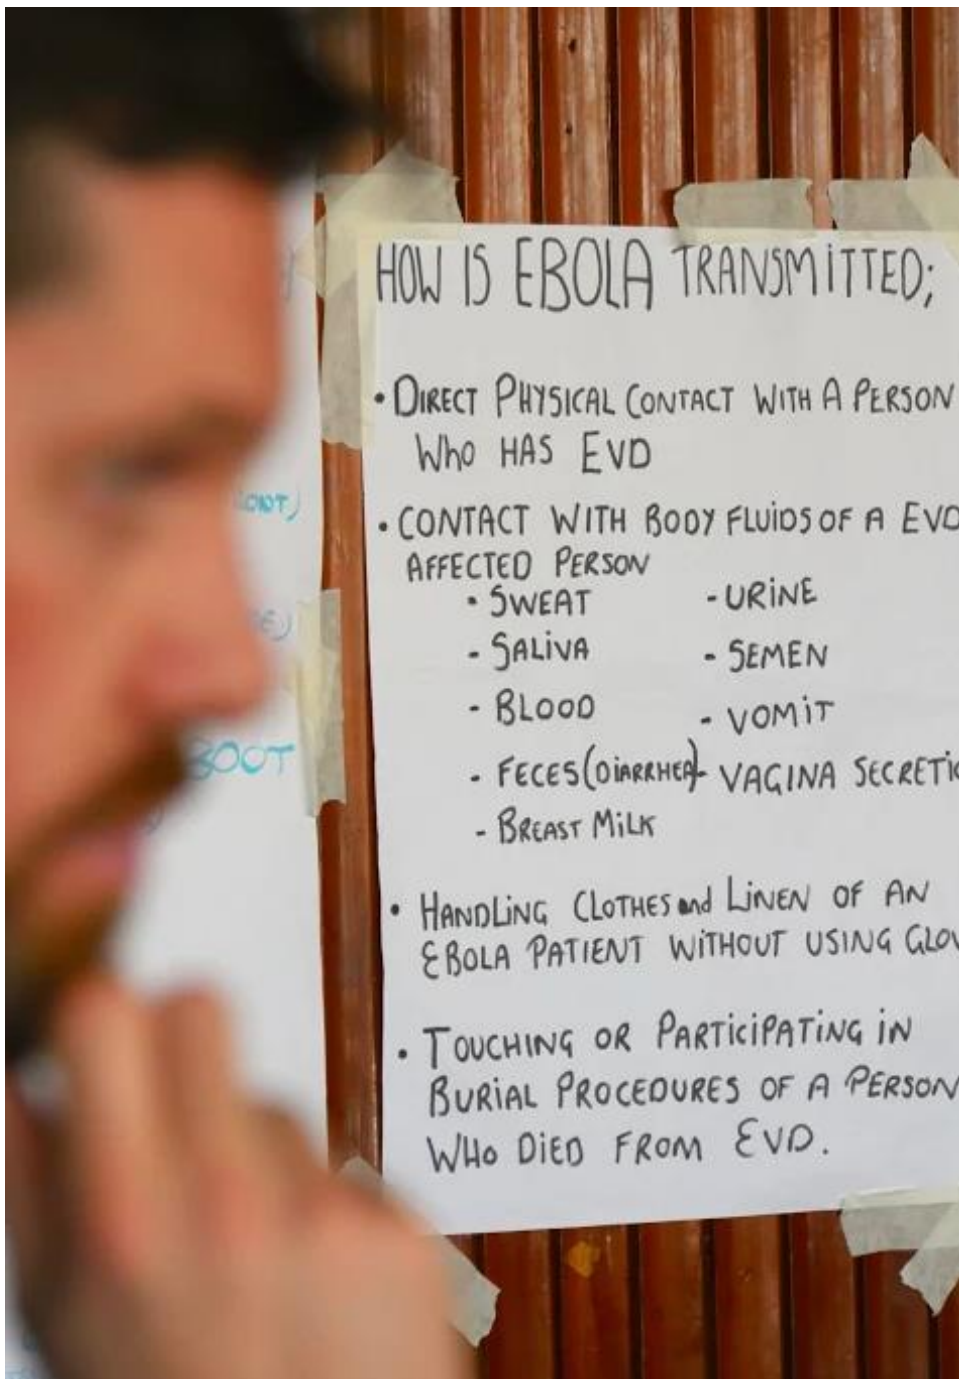 HOW IS EBOLA TRANSMITTED;
• DIRECT PHYSICAL CONTACT WITH A PERSON
WHO HAS EVD
• CONTACT WITH BODY FLUIDS OF A EVD
AFFECTED PERSON
• SWEAT - URINE
- SALIVA - SEMEN
- BLOOD - VOMIT
- FECES (DIARRHEA) - VAGINA
- BREAST MILK
• HANDLING CLOTHES and LINEN OF AN
EBOLA PATIENT WITHOUT USING
• TOUCHING OR PARTICIPATING IN
BURIAL PROCEDURES OF A PERSON
WHO DIED FROM EVD.
BOOT